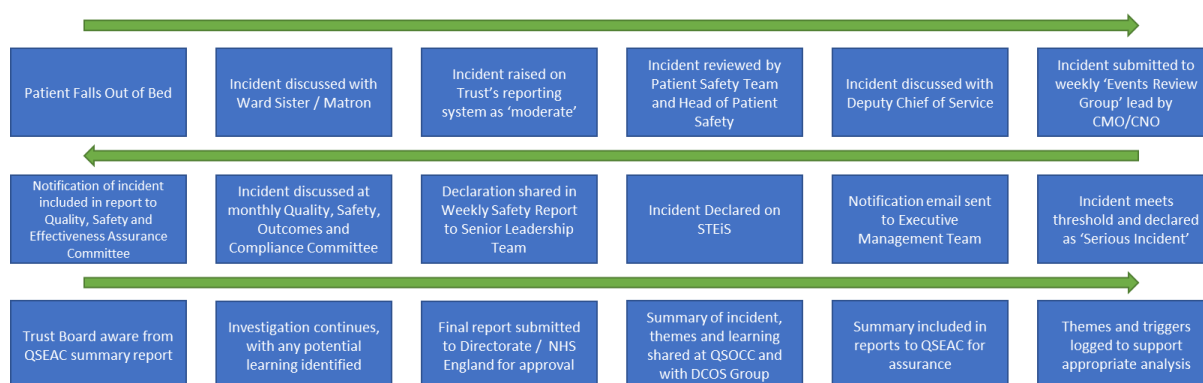 Patient Falls Out of Bed
Incident discussed with
Ward Sister / Matron
Incident raised on
Trust's reporting
system as 'moderate'
Incident reviewed by
Patient Safety Team
and Head of Patient
Safety
Incident discussed with
Deputy Chief of Service
Incident submitted to
weekly 'Events Review
Group' lead by
CMO/CNO
Notification of incident
included in report to
Quality, Safety and
Effectiveness Assurance
Committee
Incident discussed at
monthly Quality, Safety,
Outcomes and
Compliance Committee
Declaration shared in
Weekly Safety Report
to Senior Leadership
Team
Incident Declared on
STEiS
Notification email sent
to Executive
Management Team
Incident meets
threshold and declared
as 'Serious Incident'
Trust Board aware from
QSEAC summary report
Investigation continues,
with any potential
learning identified
Final report submitted
to Directorate / NHS
England for approval
Summary of incident,
themes and learning
shared at QSOCC and
with DCOS Group
Summary included in
reports to QSEAC for
assurance
Themes and triggers
logged to support
appropriate analysis